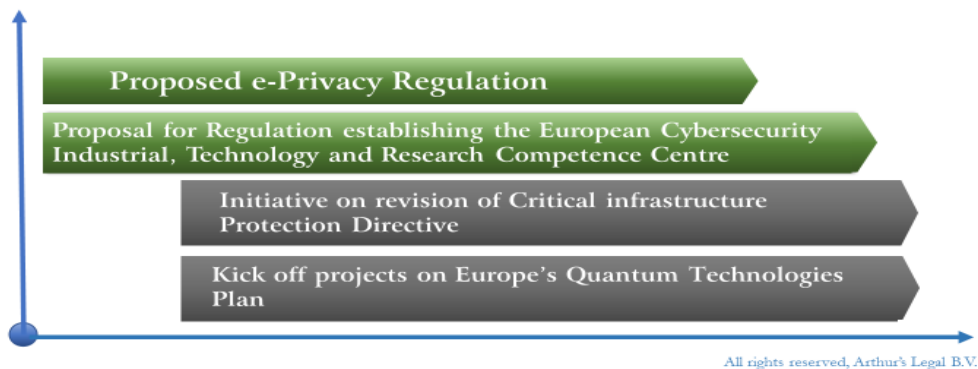 Proposed e-Privacy Regulation
Proposal for Regulation establishing the European Cybersecurity
Industrial, Technology and Research Competence Centre
Initiative on revision of Critical infrastructure
Protection Directive
Kick off projects on Europe's Quantum Technologies
Plan
All rights reserved, Arthur's Legal B.V.